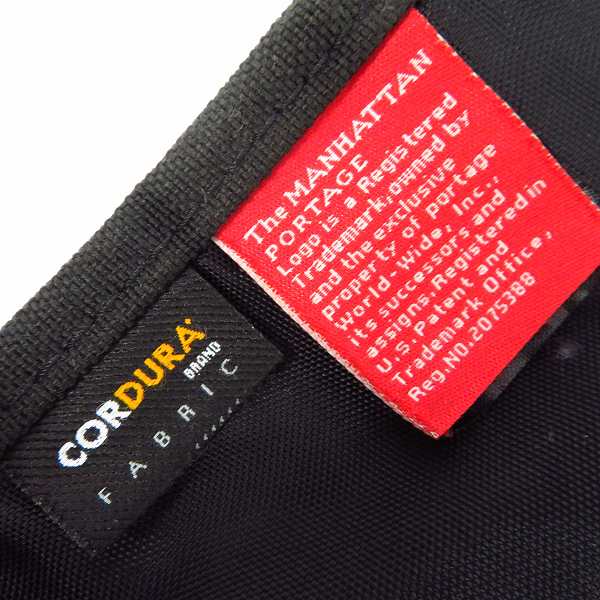 The MANHATTAN
PORTAGE
Logo is a Registered
Trademark,owned by
and the exclusive
property of portage
World-wide, Inc.,
its successors and
assigns.Registered in
U.S. Patent and
Trademark Office,
Reg.NO.2075388
CORDURA
BRAND
FABRIC